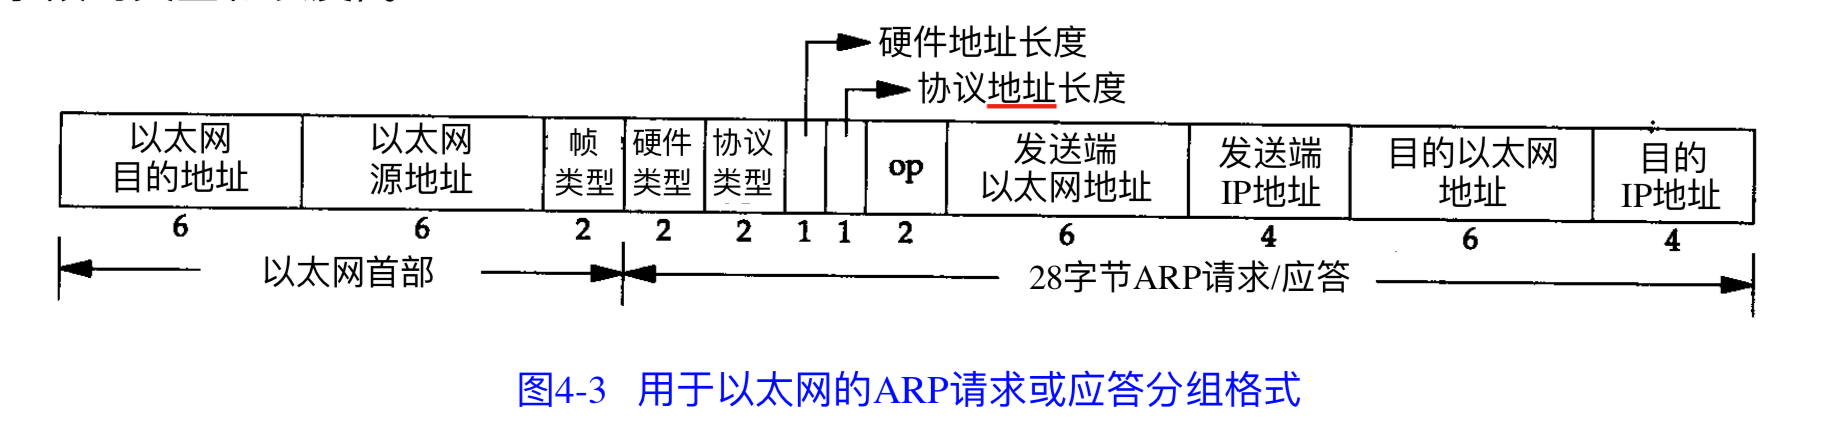 硬件地址长度
协议地址长度
以太网
目的地址
以太网
源地址
帧
类型
硬件
类型
协议
类型
op
发送端
以太网地址
发送端
IP地址
目的以太网
地址
目的
IP地址
6 6 2 2 2 1 1 2 6 4 6 4
以太网首部
28字节ARP请求/应答
图4-3 用于以太网的ARP请求或应答分组格式